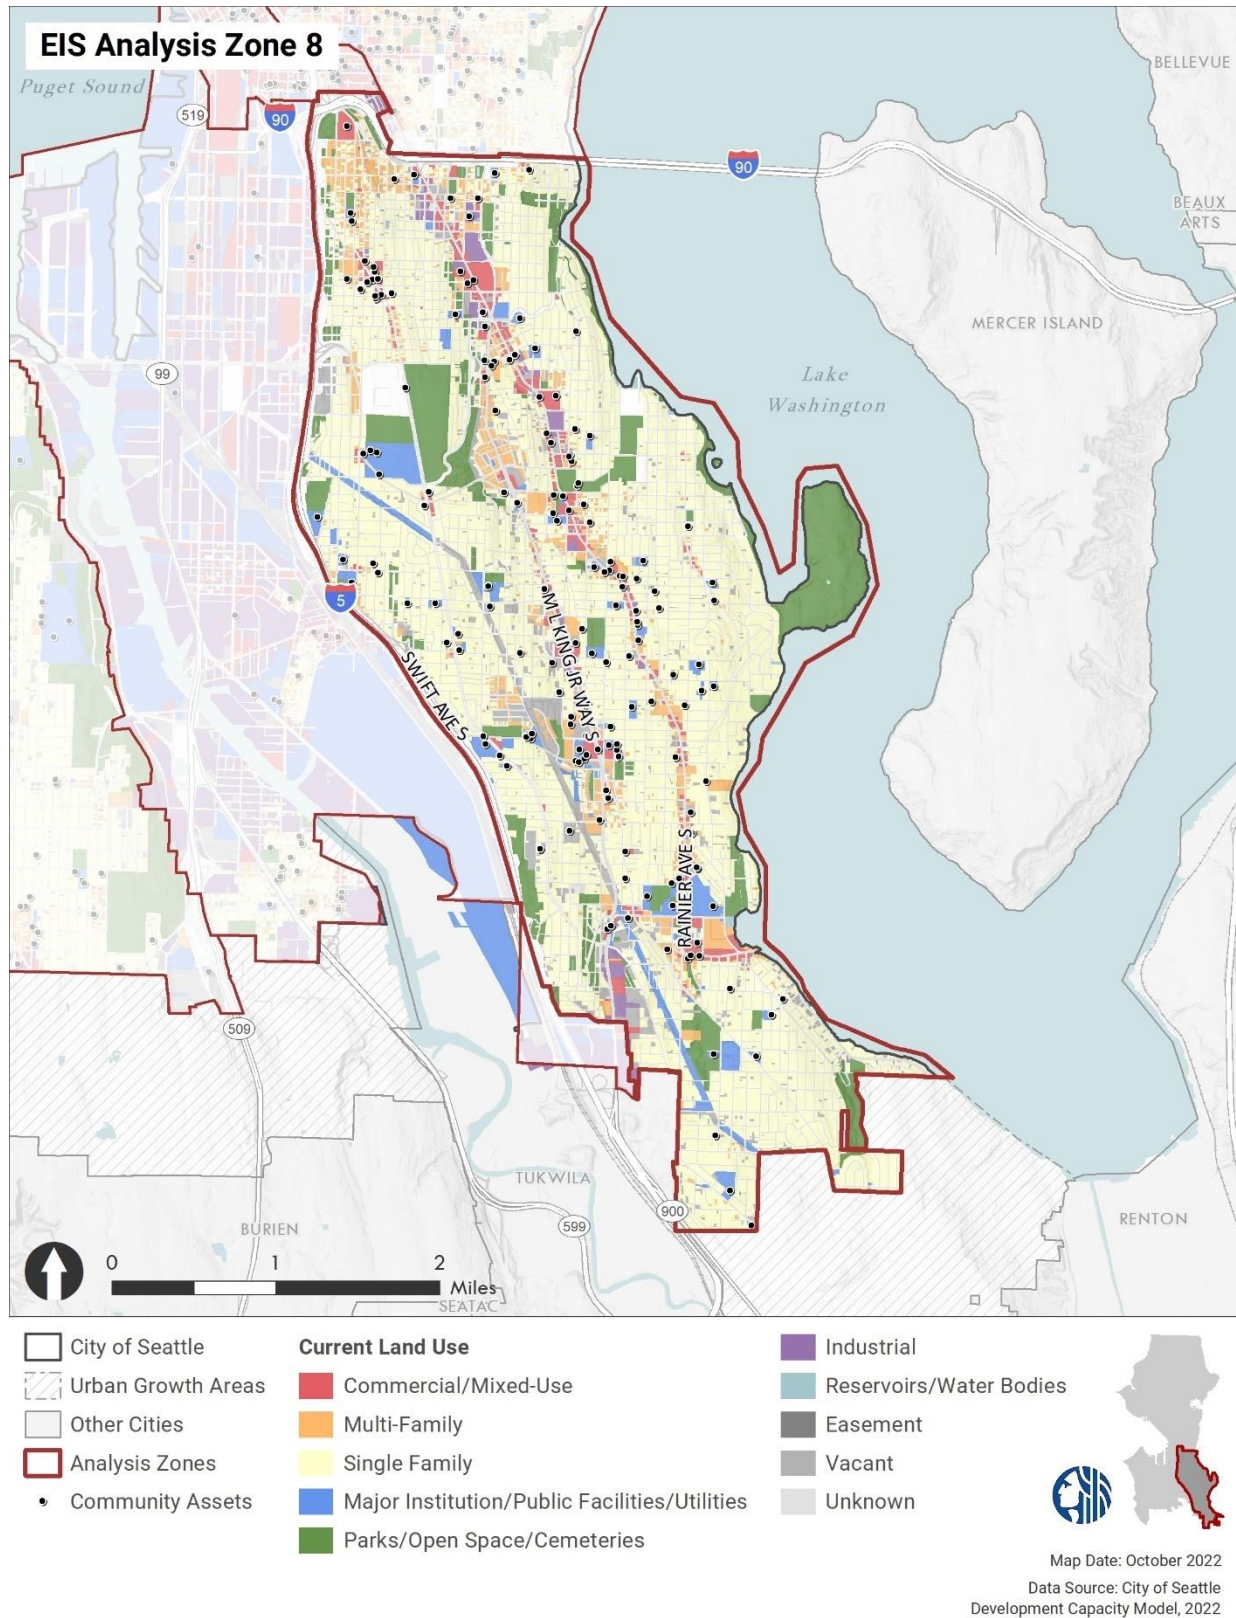 EIS Analysis Zone 8
Puget Sound
BELLEVUE
519
90
90
BEAUX
ARTS
MERCER ISLAND
99
Lake
Washington
5
M L KING JR WAY S
SWIFT AVE S
RAINIER AVE S
509
TUKWILA
900
599
RENTON
BURIEN
0 1 2
Miles
SEATAC
City of Seattle
Urban Growth Areas
Other Cities
Analysis Zones
Community Assets
Current Land Use
Commercial/Mixed-Use
Multi-Family
Single Family
Major Institution/Public Facilities/Utilities
Parks/Open Space/Cemeteries
Industrial
Reservoirs/Water Bodies
Easement
Vacant
Unknown
Map Date: October 2022
Data Source: City of Seattle
Development Capacity Model, 2022